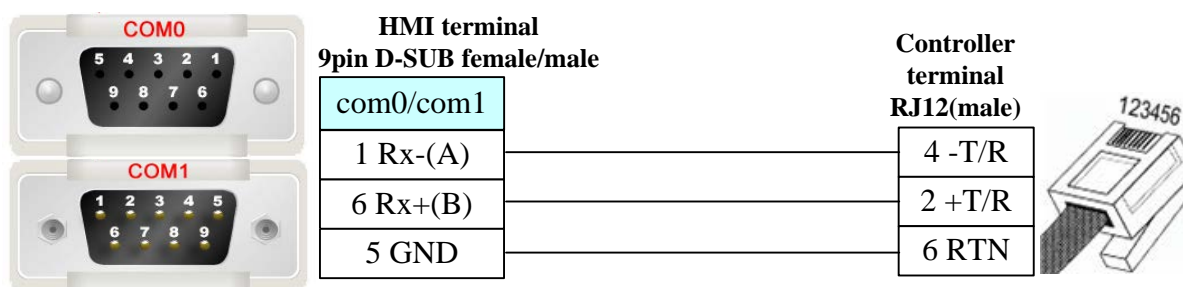 COM0
5 4 3 2 1
9 8 7 6
COM1
1 2 3 4 5
6 7 8 9
HMI terminal
9pin D-SUB female/male
com0/com1
1 Rx-(A)
6 Rx+(B)
5 GND
Controller
terminal
RJ12(male)
4 -T/R
2 +T/R
6 RTN
123456